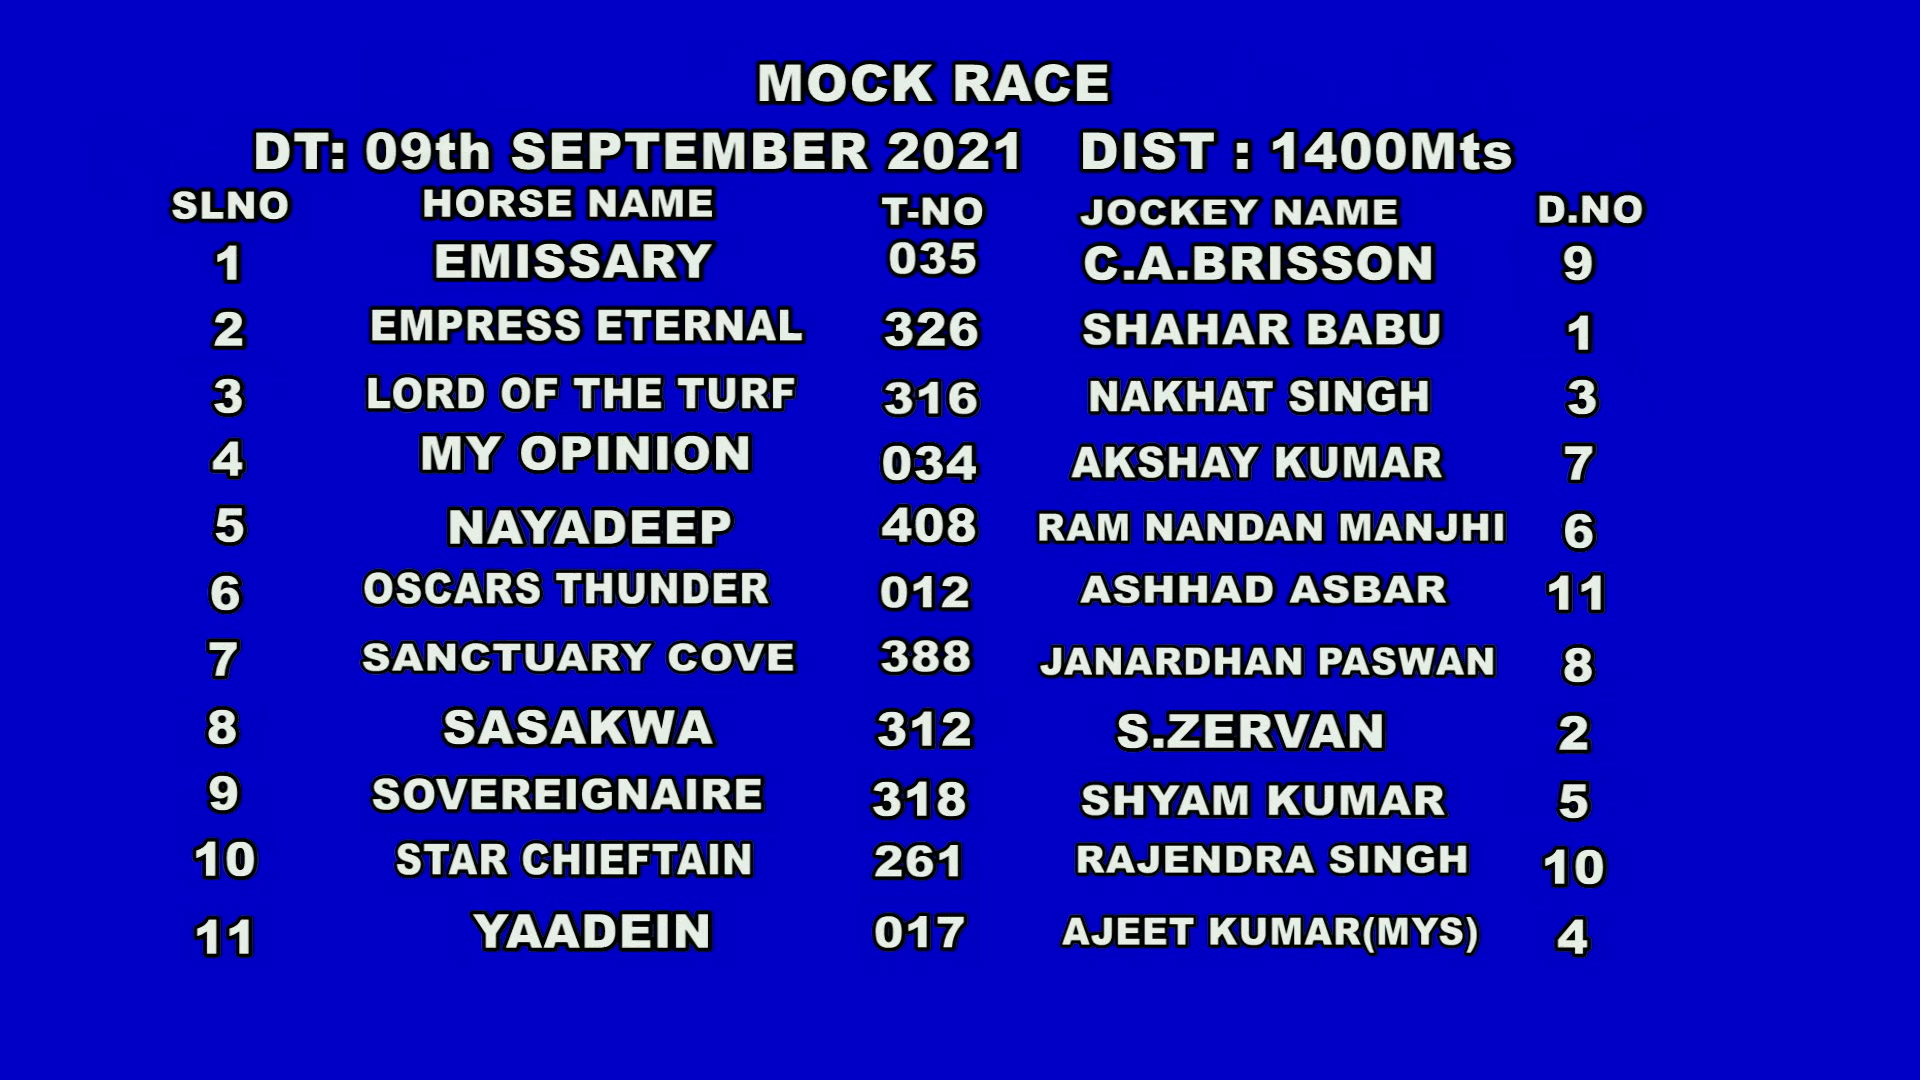 MOCK RACE
DT: 09th SEPTEMBER 2021 DIST : 1400Mts
SLNO HORSE NAME T-NO JOCKEY NAME D.NO
1 EMISSARY 035 C.A.BRISSON 9
2 EMPRESS ETERNAL 326 SHAHAR BABU 1
3 LORD OF THE TURF 316 NAKHAT SINGH 3
4 MY OPINION 034 AKSHAY KUMAR 7
5 NAYADEEP 408 RAM NANDAN MANJHI 6
6 OSCARS THUNDER 012 ASHHAD ASBAR 11
7 SANCTUARY COVE 388 JANARDHAN PASWAN 8
8 SASAKWA 312 S.ZERVAN 2
9 SOVEREIGNAIRE 318 SHYAM KUMAR 5
10 STAR CHIEFTAIN 261 RAJENDRA SINGH 10
11 YAADEIN 017 AJEET KUMAR(MYS) 4